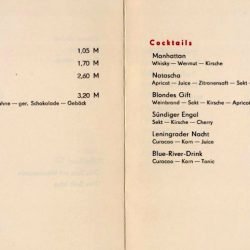 1,05 M
1,70 M
2,60 M
3,20 M
ahne — ger. Schokolade — Gebäck
Cocktails
Manhattan
Whisky — Wermut — Kirsche
Natascha
Apricot — Juice — Zitronensaft — Sekt —
Blondes Gift
Weinbrand — Sekt — Kirsche — Apricot
Sündiger Engel
Sekt — Kirsche — Cherry
Leningrader Nacht
Curacao — Korn — Juice
Blue-River-Drink
Curacao — Korn — Tonic